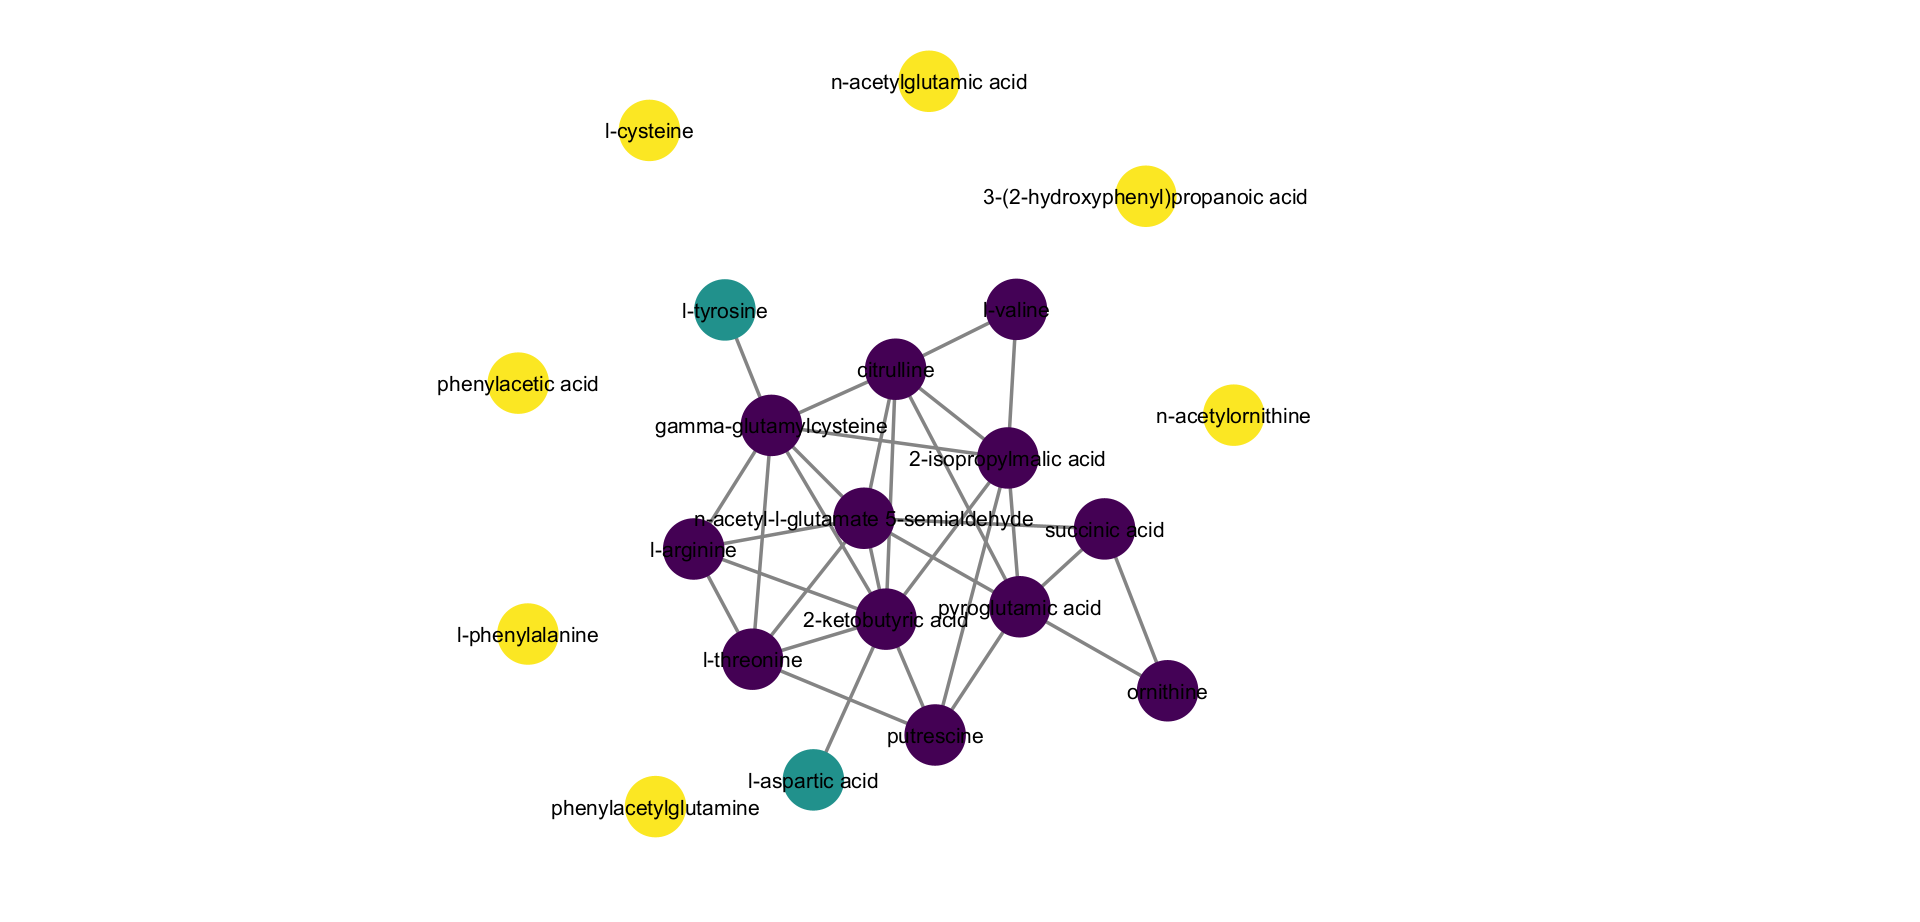 n-acetylglutamic acid
l-cysteine
3-(2-hydroxyphenyl)propanoic acid
l-tyrosine
l-valine
citrulline
phenylacetic acid
n-acetylornithine
gamma-glutamylcysteine
2-isopropylmalic acid
n-acetyl-l-glutamate 5-semialdehyde
succinic acid
l-arginine
pyroglutamic acid
2-ketobutyric acid
l-phenylalanine
l-threonine
ornithine
putrescine
l-aspartic acid
phenylacetylglutamine